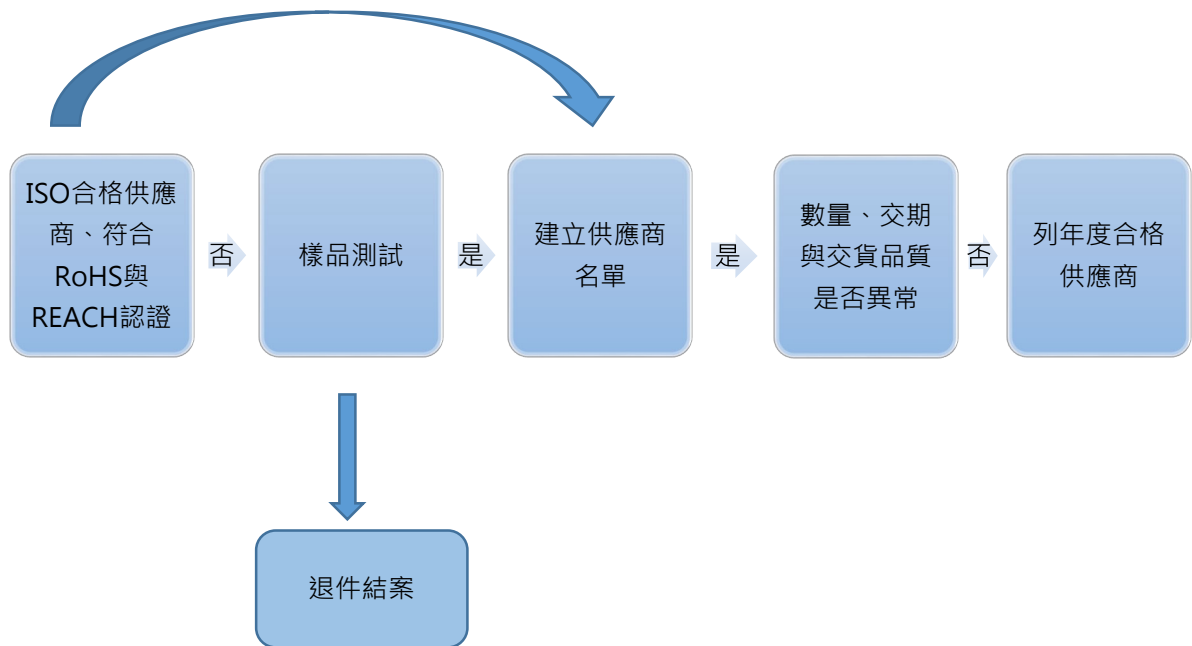 ISO合格供應
商、符合
RoHS與
REACH認證
否
樣品測試
是
建立供應商
名單
是
數量、交期
與交貨品質
是否異常
否
列年度合格
供應商
退件結案